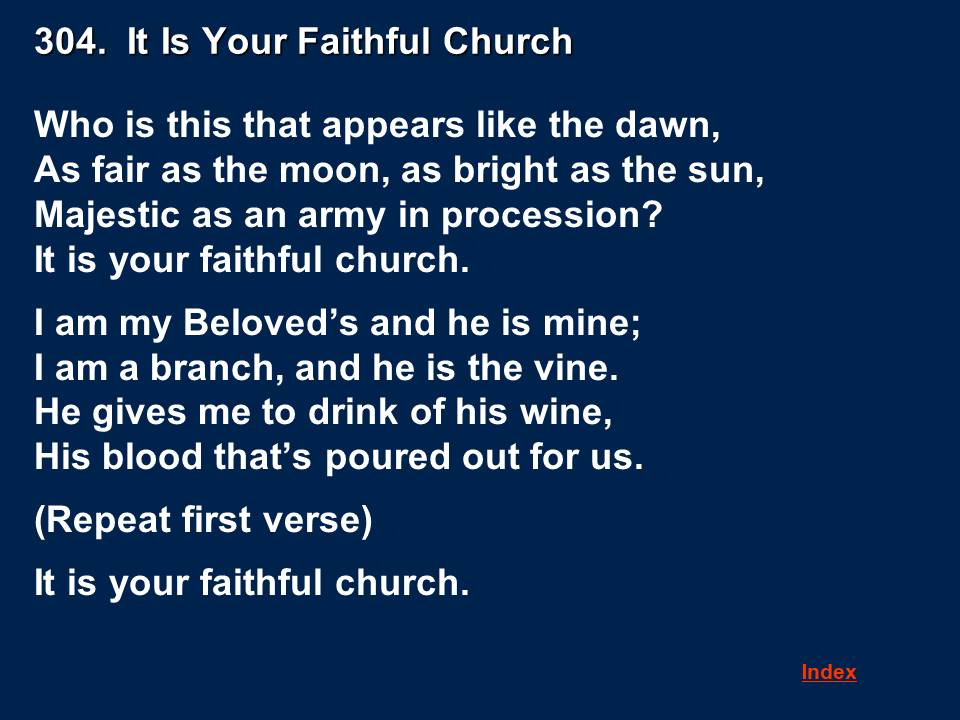 304.  It Is Your Faithful Church
Who is this that appears like the dawn,
As fair as the moon, as bright as the sun,
Majestic as an army in procession?
It is your faithful church.
I am my Beloved’s and he is mine;
I am a branch, and he is the vine.
He gives me to drink of his wine,
His blood that’s poured out for us.
(Repeat first verse)
It is your faithful church.
Index